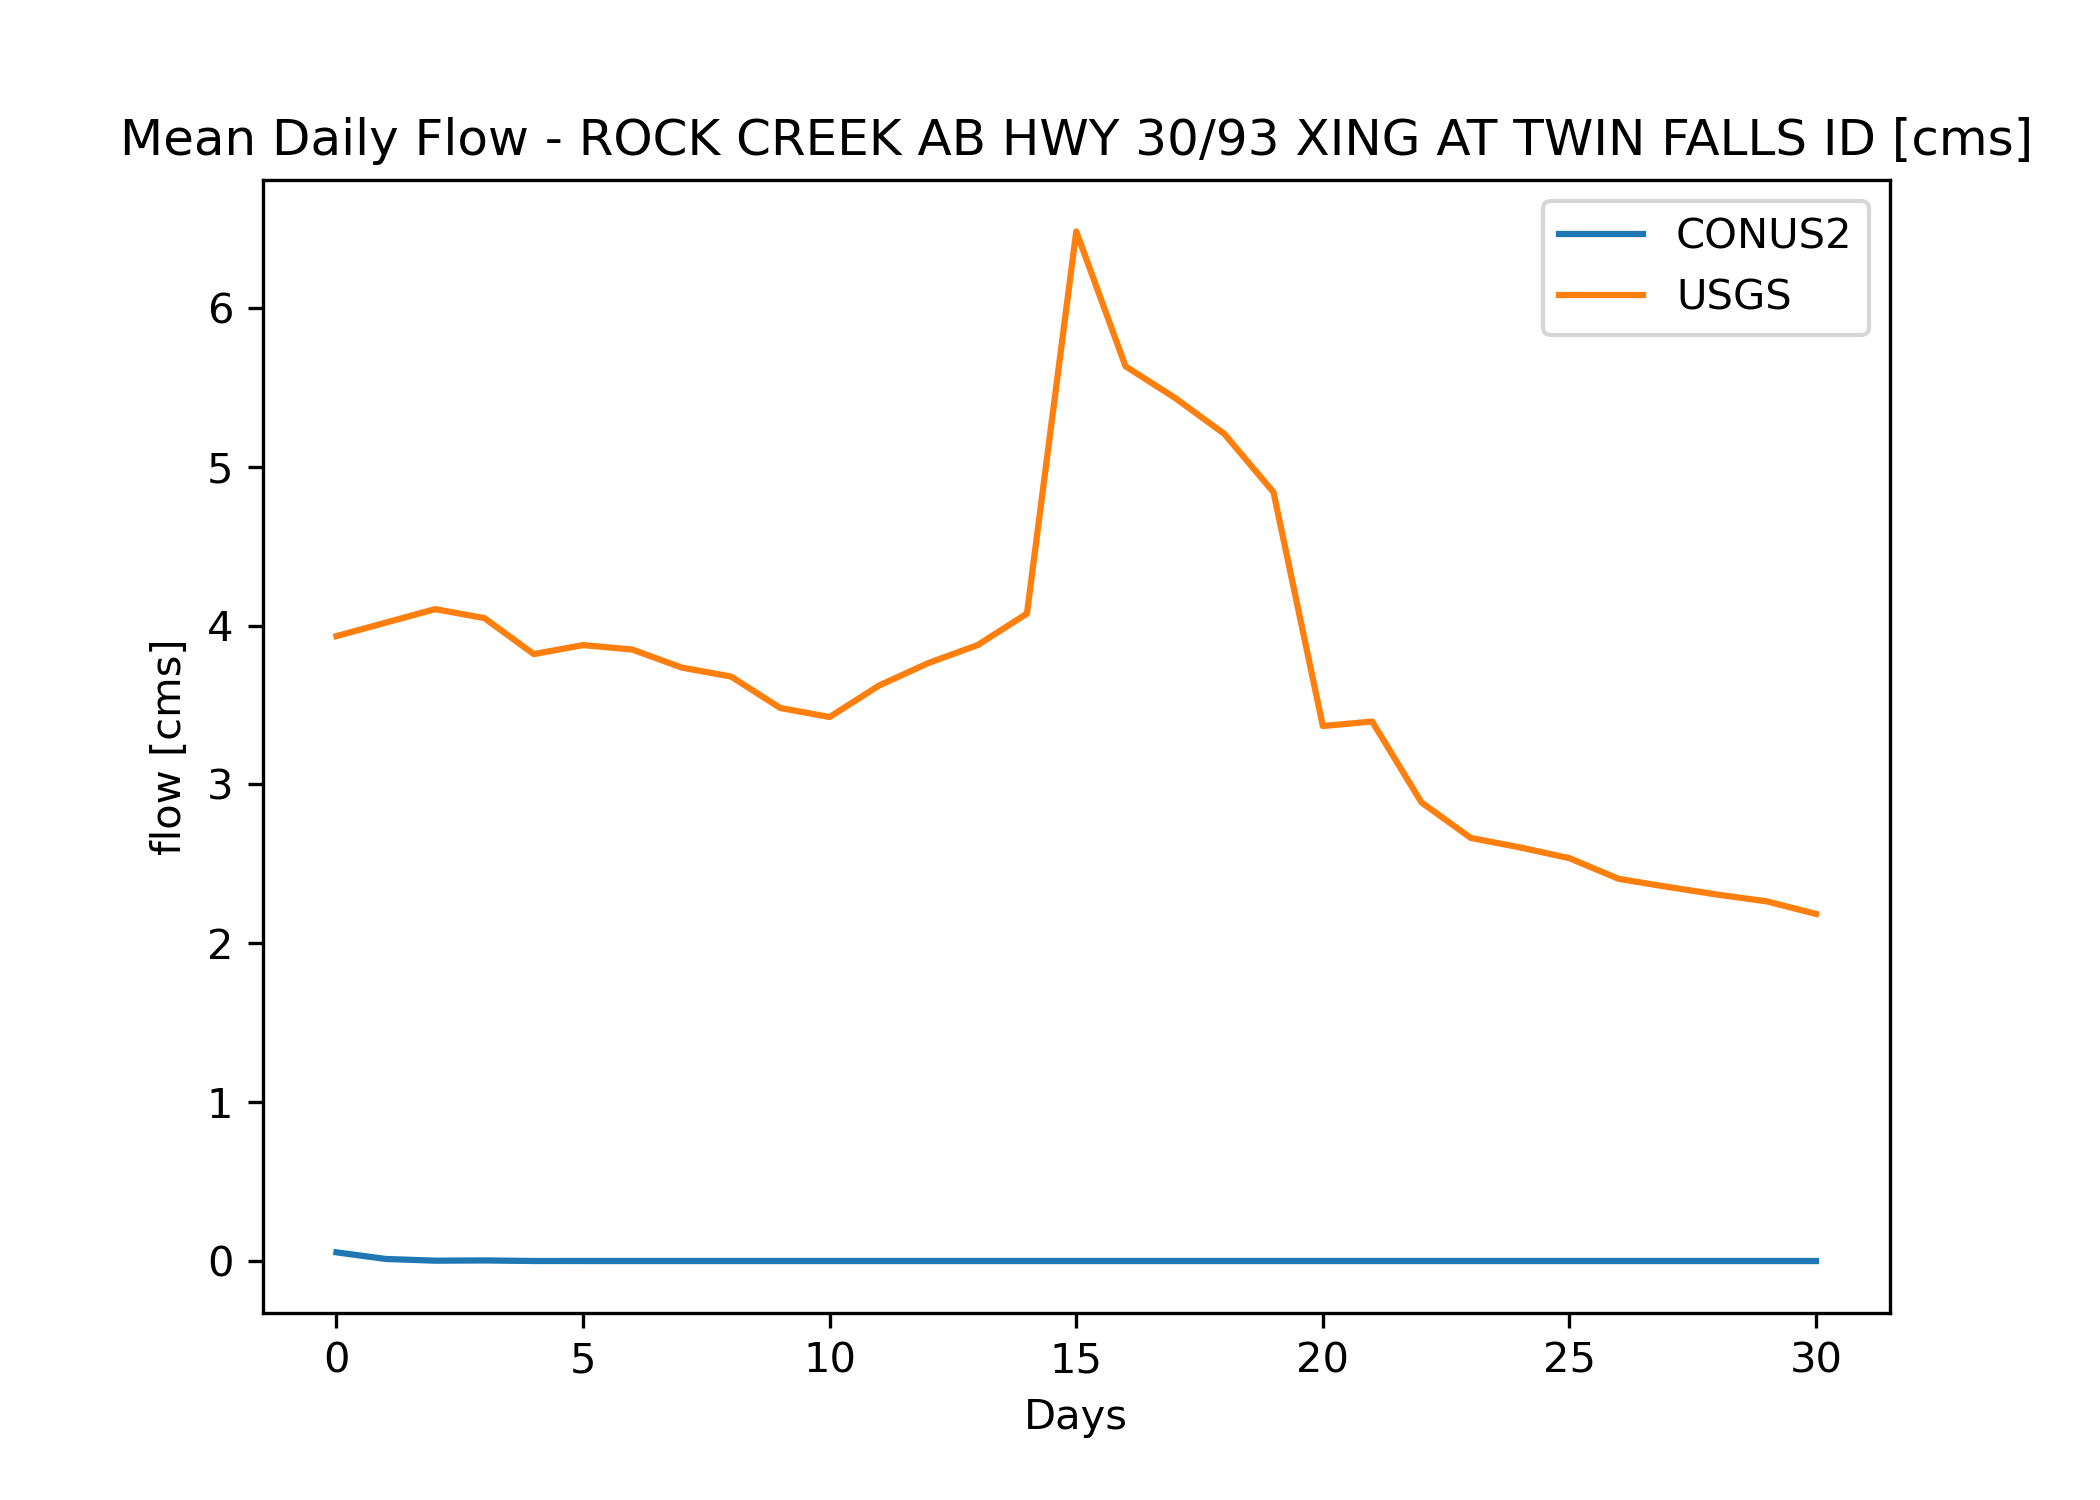 Mean Daily Flow - ROCK CREEK AB HWY 30/93 XING AT TWIN FALLS ID [cms]
CONUS2
USGS
flow [cms]
6
5
4
3
2
1
0
0 5 10 15 20 25 30
Days